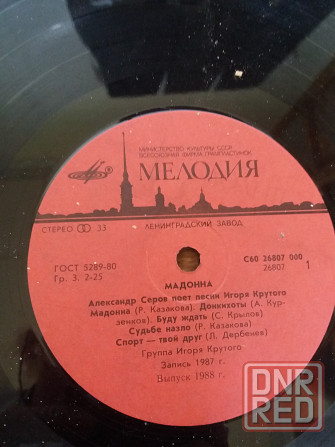 МИНИСТЕРСТВО КУЛЬТУРЫ СССР
ВСЕСОЮЗНАЯ ФИРМА ГРАМПЛАСТИНОК
МЕЛОДИЯ
СТЕРЕО 33
ЛЕНИНГРАДСКИЙ ЗАВОД
ГОСТ 5289-80
Гр. 3. 2-25
С60 26807 000
26807 1
МАДОННА
Александр Серов поет песни Игоря Крутого
Мадонна (Р. Казакова). Донкихоты (А. Кур-
зенков). Буду ждать (С. Крылов)
Судьбе назло (Р. Казакова)
Спорт — твой друг (Л. Дербенев)
Группа Игоря Крутого
Запись 1987 г.
Выпуск 1988 г.
DNR
RED